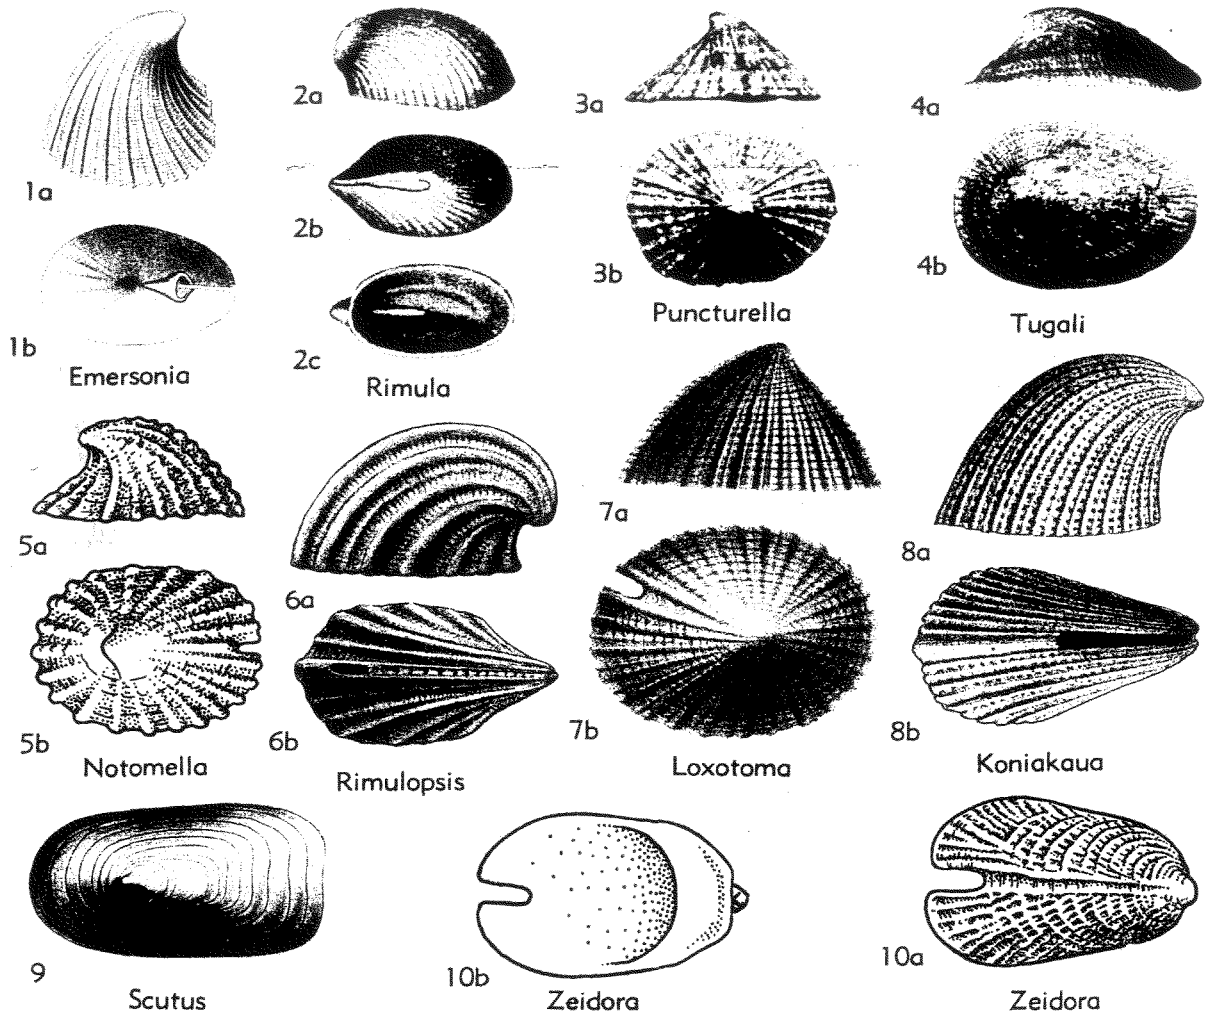 1a
1b
Emersonia
2a
2b
2c
Rimula
3a
3b
Puncturella
4a
4b
Tugali
5a
5b
Notomella
6a
6b
Rimulopsis
7a
7b
Loxotoma
8a
8b
Koniakaua
9
Scutus
10b
Zeidora
10a
Zeidora